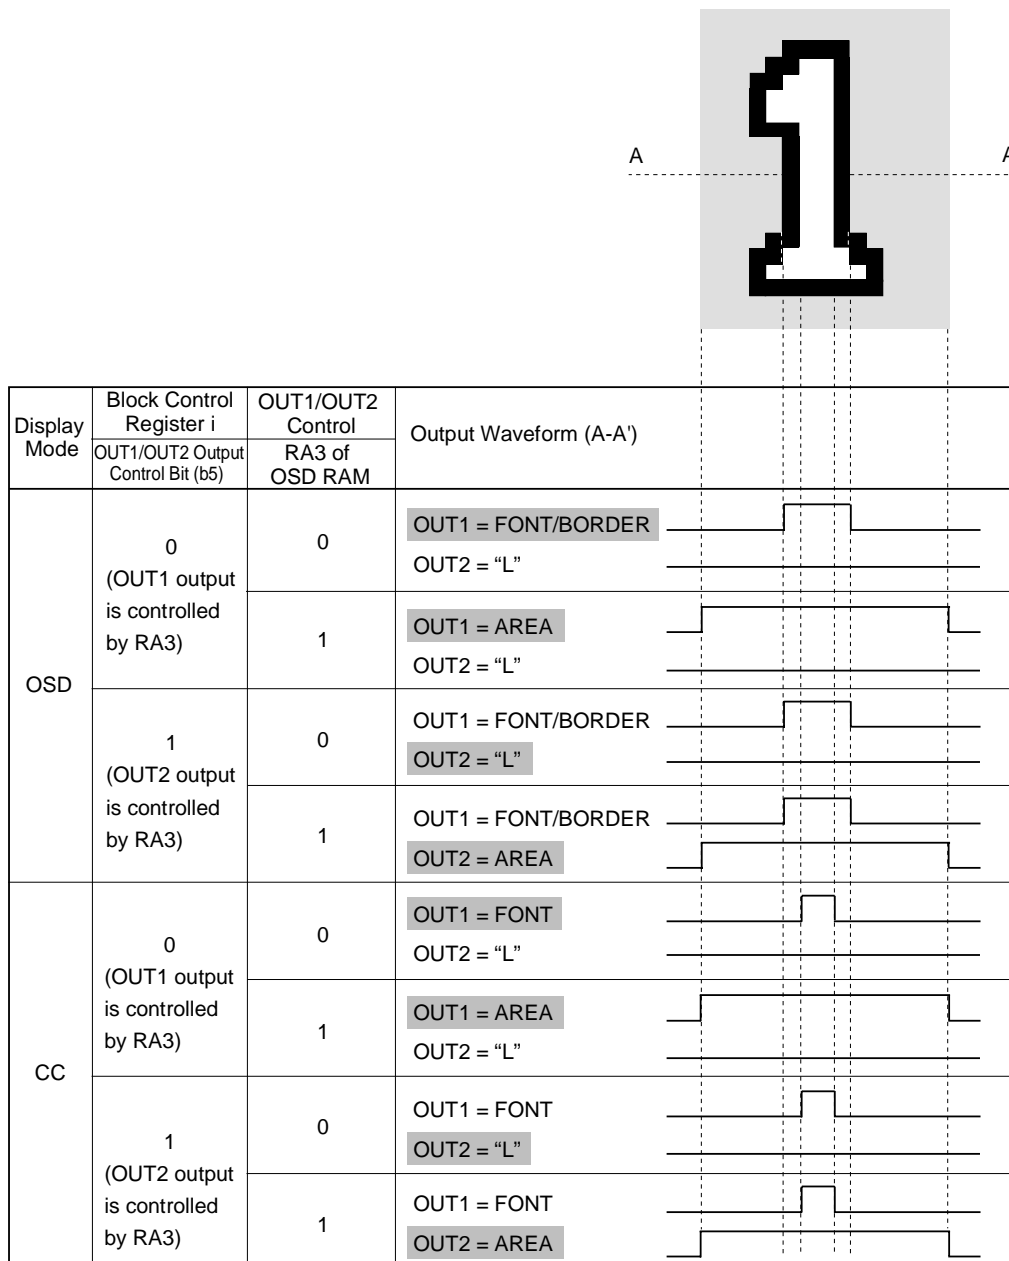 A
A
Display Mode
Block Control Register i
OUT1/OUT2 Output Control Bit (b5)
OUT1/OUT2 Control
RA3 of OSD RAM
Output Waveform (A-A')
OSD
0
(OUT1 output
is controlled
by RA3)
0
OUT1 = FONT/BORDER
OUT2 = “L”
1
OUT1 = AREA
OUT2 = “L”
1
(OUT2 output
is controlled
by RA3)
0
OUT1 = FONT/BORDER
OUT2 = “L”
1
OUT1 = FONT/BORDER
OUT2 = AREA
CC
0
(OUT1 output
is controlled
by RA3)
0
OUT1 = FONT
OUT2 = “L”
1
OUT1 = AREA
OUT2 = “L”
1
(OUT2 output
is controlled
by RA3)
0
OUT1 = FONT
OUT2 = “L”
1
OUT1 = FONT
OUT2 = AREA